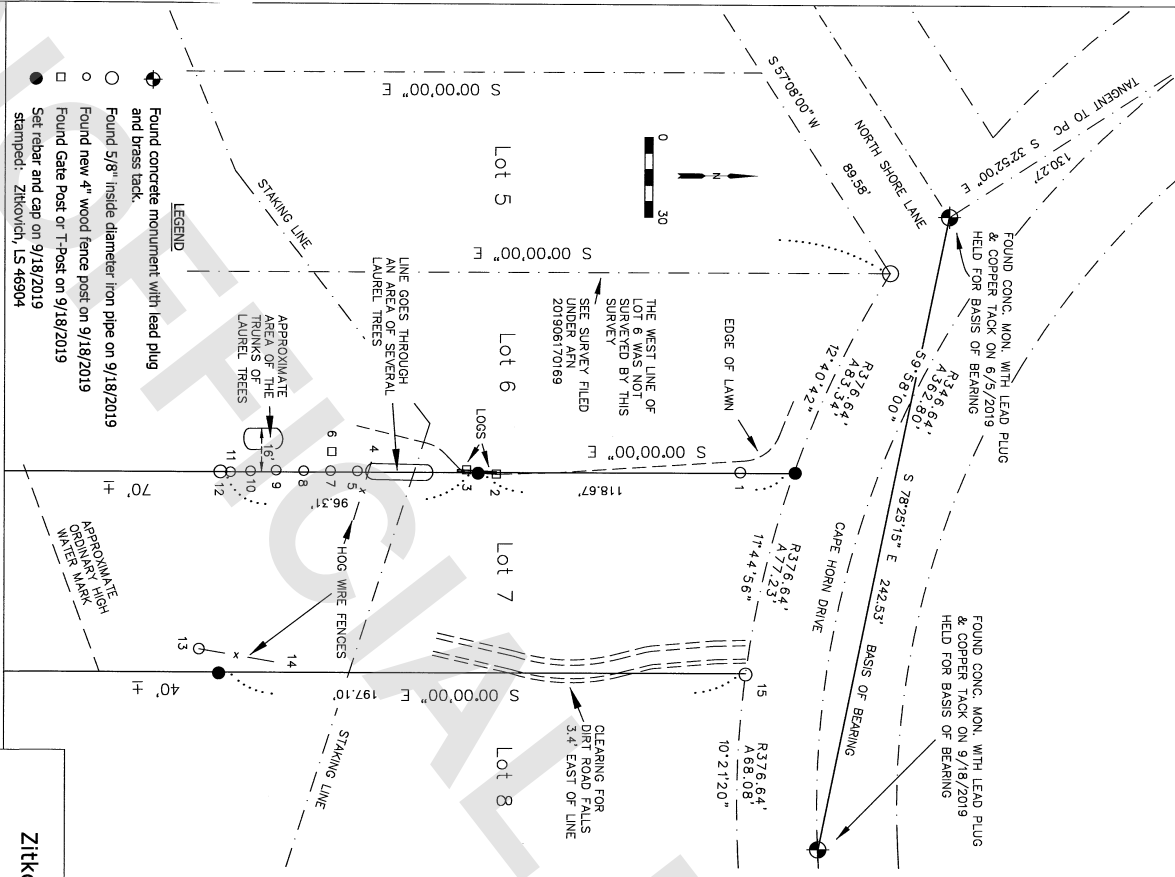 FOUND CONC. MON. WITH LEAD PLUG
& COPPER TACK ON 9/18/2019
HELD FOR BASIS OF BEARING
FOUND CONC. MON. WITH LEAD PLUG
& COPPER TACK ON 6/5/2019
HELD FOR BASIS OF BEARING
TANGENT TO PC
S 32°52'00" E
130.27'
NORTH SHORE LANE
S 57°08'00" W
89.58'
R346.64'
A362.80'
59°58'00"
S 78°25'15" E 242.53' BASIS OF BEARING
CAPE HORN DRIVE
R376.64'
A83.34'
12°40'42"
R376.64'
A77.23'
11°44'56"
R376.64'
A68.08'
10°21'20"
EDGE OF LAWN
0
30
N
THE WEST LINE OF
LOT 6 WAS NOT
SURVEYED BY THIS
SURVEY
SEE SURVEY FILED
UNDER AFN
201906170169
S 00°00'00" E
S 00°00'00" E
S 00°00'00" E
118.67'
Lot 5
Lot 6
Lot 7
Lot 8
1
2
3
4
5
6
7
8
9
10
11
12
13
14
15
x
x
LOGS
LINE GOES THROUGH
AN AREA OF SEVERAL
LAUREL TREES
STAKING LINE
APPROXIMATE
AREA OF THE
TRUNKS OF
LAUREL TREES
16'
96.31'
HOG WIRE FENCES
CLEARING FOR
DIRT ROAD FALLS
3.4' EAST OF LINE
S 00°00'00" E
197.10'
STAKING LINE
70' ±
40' ±
APPROXIMATE
ORDINARY HIGH
WATER MARK
LEGEND
Found concrete monument with lead plug
and brass tack.
Found 5/8" inside diameter iron pipe on 9/18/2019
Found new 4" wood fence post on 9/18/2019
Found Gate Post or T-Post on 9/18/2019
Set rebar and cap on 9/18/2019
stamped: Zitkovich, LS 46904